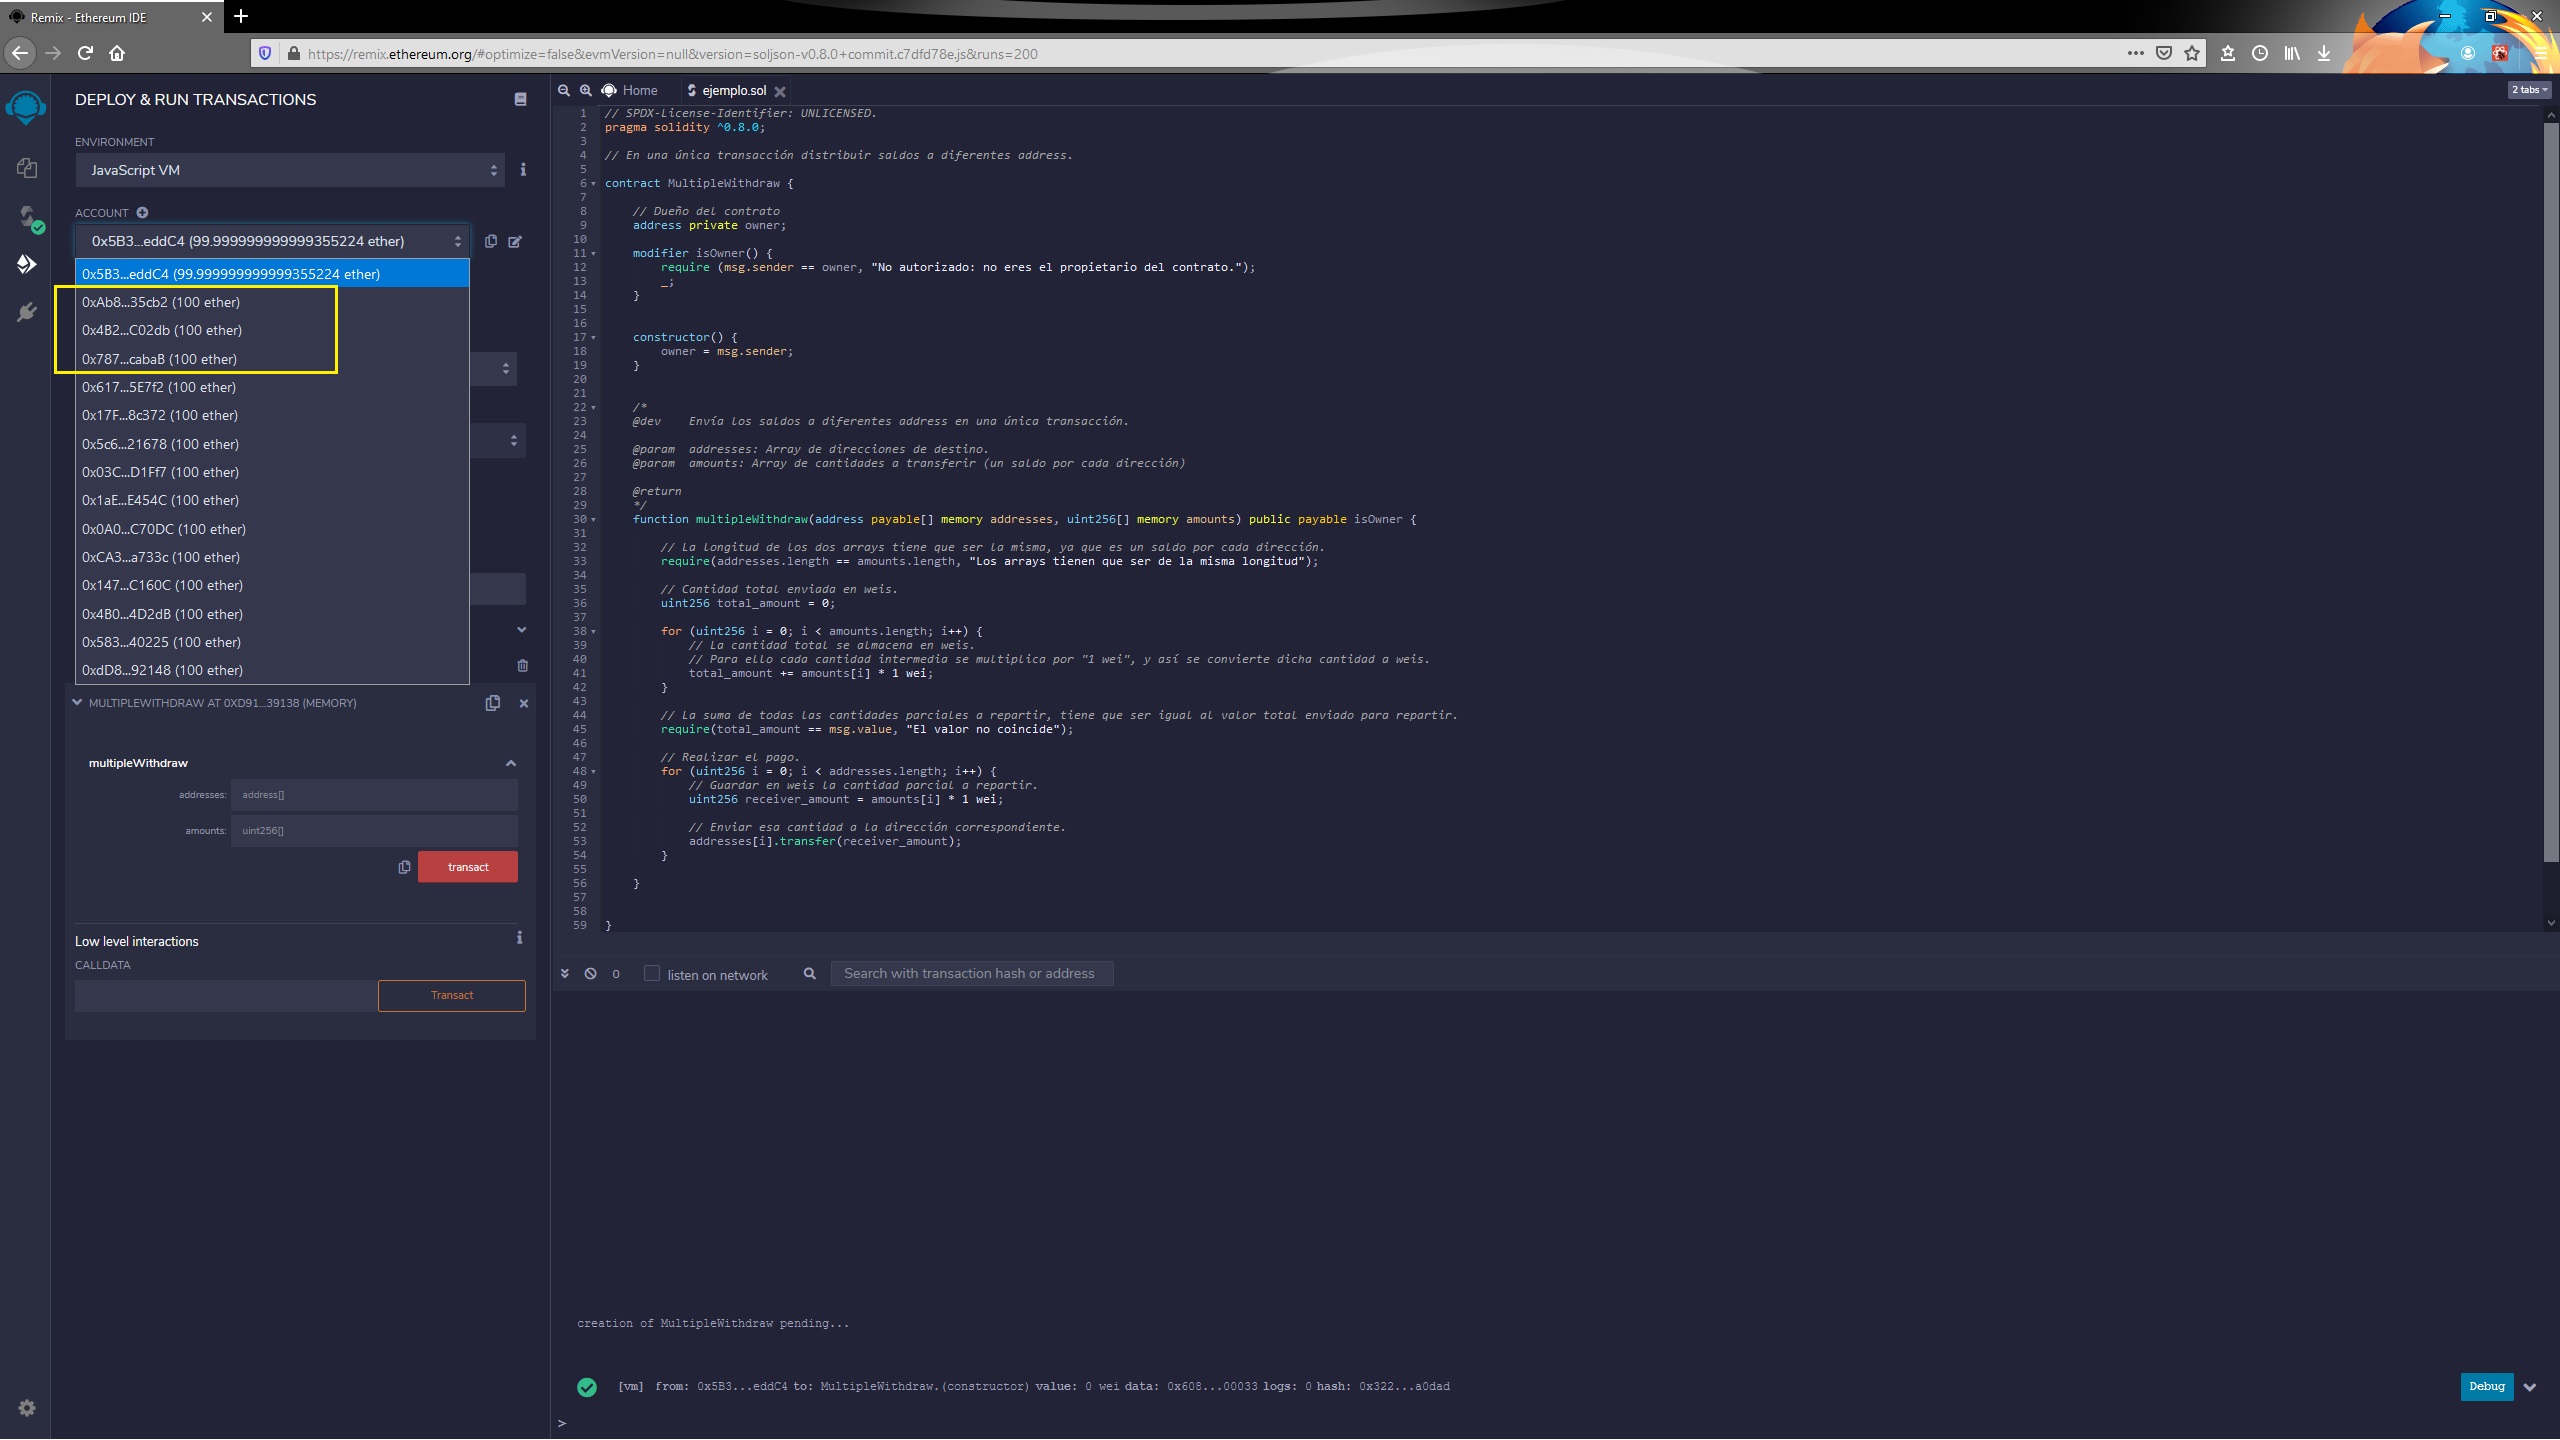 Remix - Ethereum IDE
https://remix.ethereum.org/#optimize=false&evmVersion=null&version=soljson-v0.8.0+commit.c7dfd78e.js&runs=200
DEPLOY & RUN TRANSACTIONS
ENVIRONMENT
JavaScript VM
ACCOUNT
0x5B3...eddC4 (99.999999999999355224 ether)
0x5B3...eddC4 (99.999999999999355224 ether)
0xAb8...35cb2 (100 ether)
0x4B2...C02db (100 ether)
0x787...cabaB (100 ether)
0x617...5E7f2 (100 ether)
0x17F...8c372 (100 ether)
0x5c6...21678 (100 ether)
0x03C...D1Ff7 (100 ether)
0x1aE...E454C (100 ether)
0x0A0...C70DC (100 ether)
0xCA3...a733c (100 ether)
0x147...C160C (100 ether)
0x4B0...4D2dB (100 ether)
0x583...40225 (100 ether)
0xdD8...92148 (100 ether)
MULTIPLEWITHDRAW AT 0XD91...39138 (MEMORY)
multipleWithdraw
addresses: address[]
amounts: uint256[]
transact
Low level interactions
CALLDATA
Transact
Home
ejemplo.sol
2 tabs
1 // SPDX-License-Identifier: UNLICENSED.
2 pragma solidity ^0.8.0;
3
4 // En una única transacción distribuir saldos a diferentes address.
5
6 contract MultipleWithdraw {
7
8 // Dueño del contrato
9 address private owner;
10
11 modifier isOwner() {
12 require (msg.sender == owner, "No autorizado: no eres el propietario del contrato.");
13 _;
14 }
15
16
17 constructor() {
18 owner = msg.sender;
19 }
20
21
22 /*
23 @dev Envía los saldos a diferentes address en una única transacción.
24
25 @param addresses: Array de direcciones de destino.
26 @param amounts: Array de cantidades a transferir (un saldo por cada dirección)
27
28 @return
29 */
30 function multipleWithdraw(address payable[] memory addresses, uint256[] memory amounts) public payable isOwner {
31
32 // La longitud de los dos arrays tiene que ser la misma, ya que es un saldo por cada dirección.
33 require(addresses.length == amounts.length, "Los arrays tienen que ser de la misma longitud");
34
35 // Cantidad total enviada en weis.
36 uint256 total_amount = 0;
37
38 for (uint256 i = 0; i < amounts.length; i++) {
39 // La cantidad total se almacena en weis.
40 // Para ello cada cantidad intermedia se multiplica por "1 wei", y así se convierte dicha cantidad a weis.
41 total_amount += amounts[i] * 1 wei;
42 }
43
44 // La suma de todas las cantidades parciales a repartir, tiene que ser igual al valor total enviado para repartir.
45 require(total_amount == msg.value, "El valor no coincide");
46
47 // Realizar el pago.
48 for (uint256 i = 0; i < addresses.length; i++) {
49 // Guardar en weis la cantidad parcial a repartir.
50 uint256 receiver_amount = amounts[i] * 1 wei;
51
52 // Enviar esa cantidad a la dirección correspondiente.
53 addresses[i].transfer(receiver_amount);
54 }
55
56 }
57
58
59 }
0 listen on network Search with transaction hash or address
creation of MultipleWithdraw pending...
[vm] from: 0x5B3...eddC4 to: MultipleWithdraw.(constructor) value: 0 wei data: 0x608...00033 logs: 0 hash: 0x322...a0dad
Debug
>